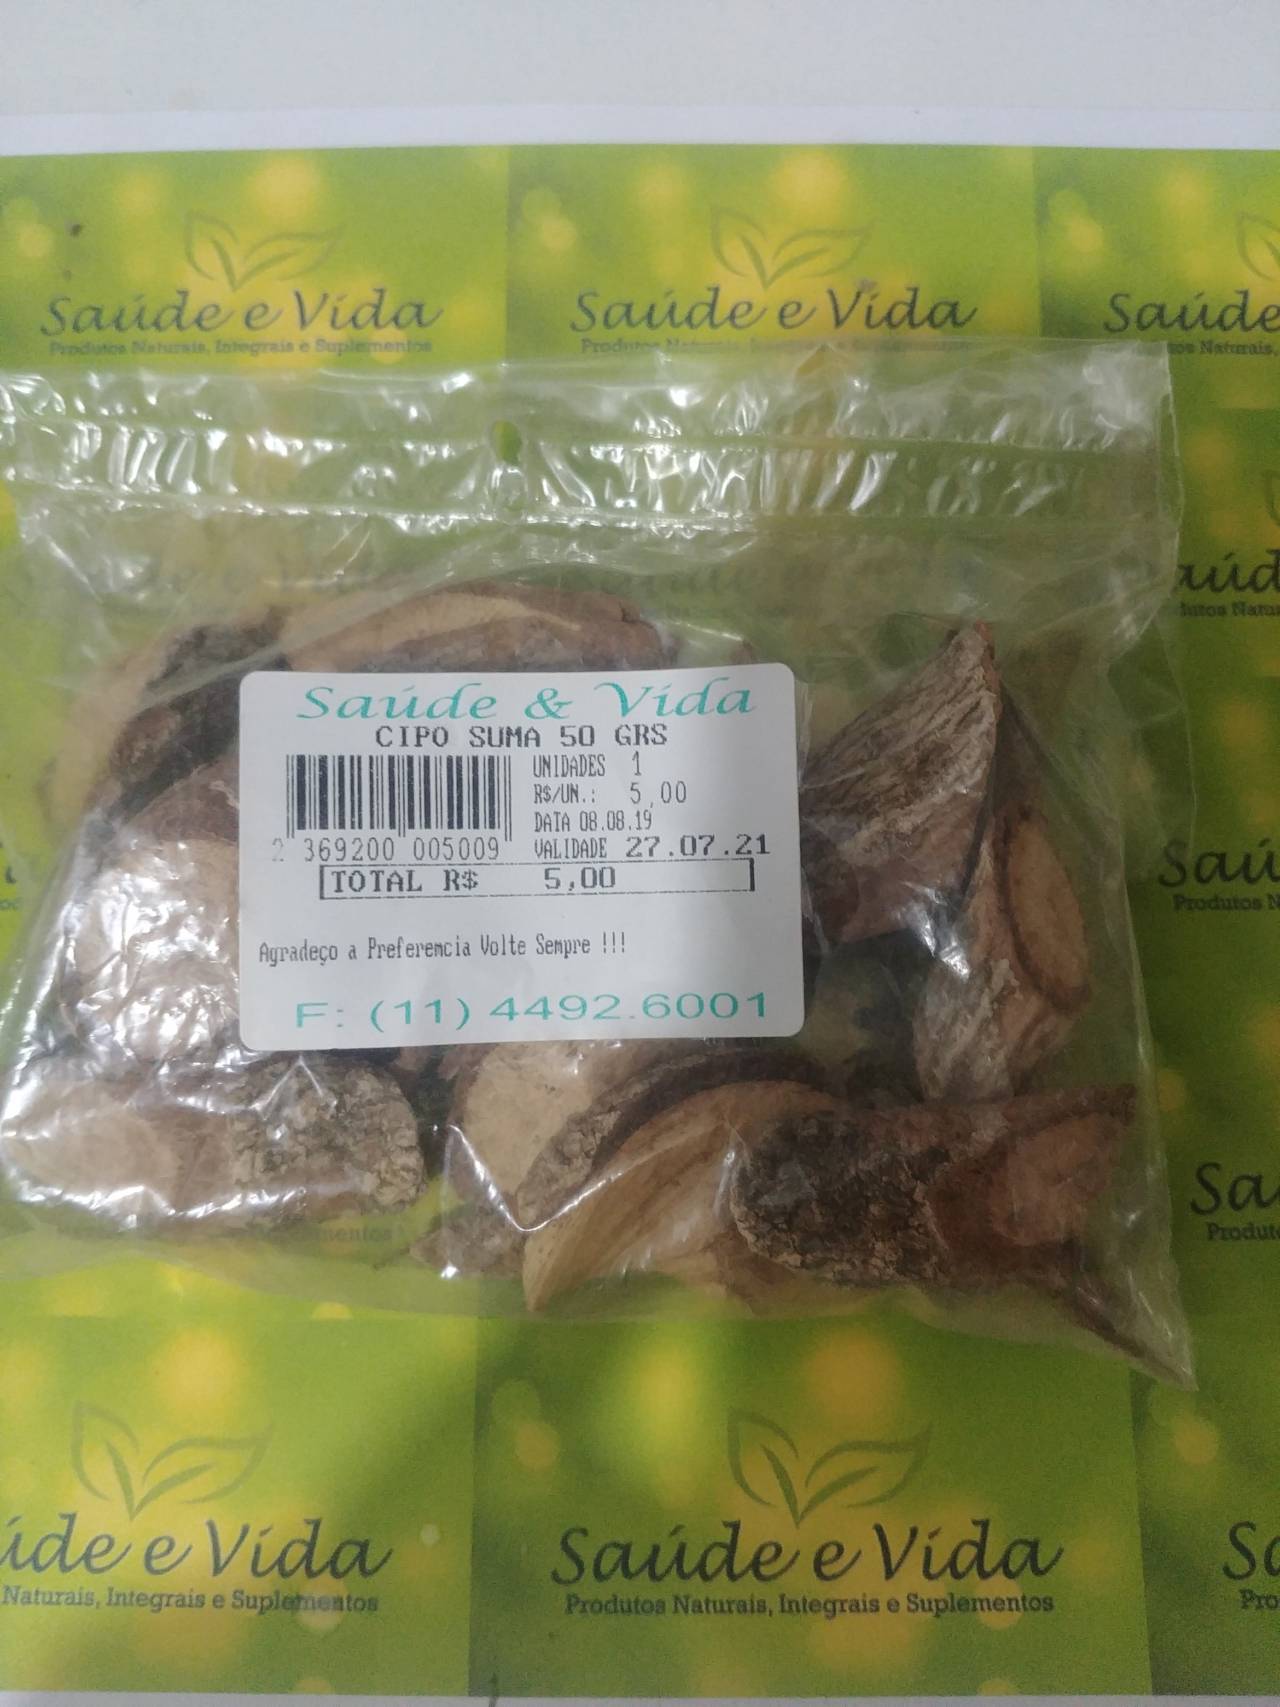 Saúde e Vida
Produtos Naturais, Integrais e Suplementos
Saúde e Vida
Produtos
Saúde
Naturais,
Saúde & Vida
CIPO SUMA 50 GRS
UNIDADES 1
R$/UN.: 5,00
DATA 08.08.19
2 369200 005009
VALIDADE 27.07.21
TOTAL R$ 5,00
Agradeço a Preferencia Volte Sempre !!!
F: (11) 4492.6001
e Vida
Naturais, Integrais e Suplementos
Saúde e Vida
Produtos Naturais, Integrais e Suplementos